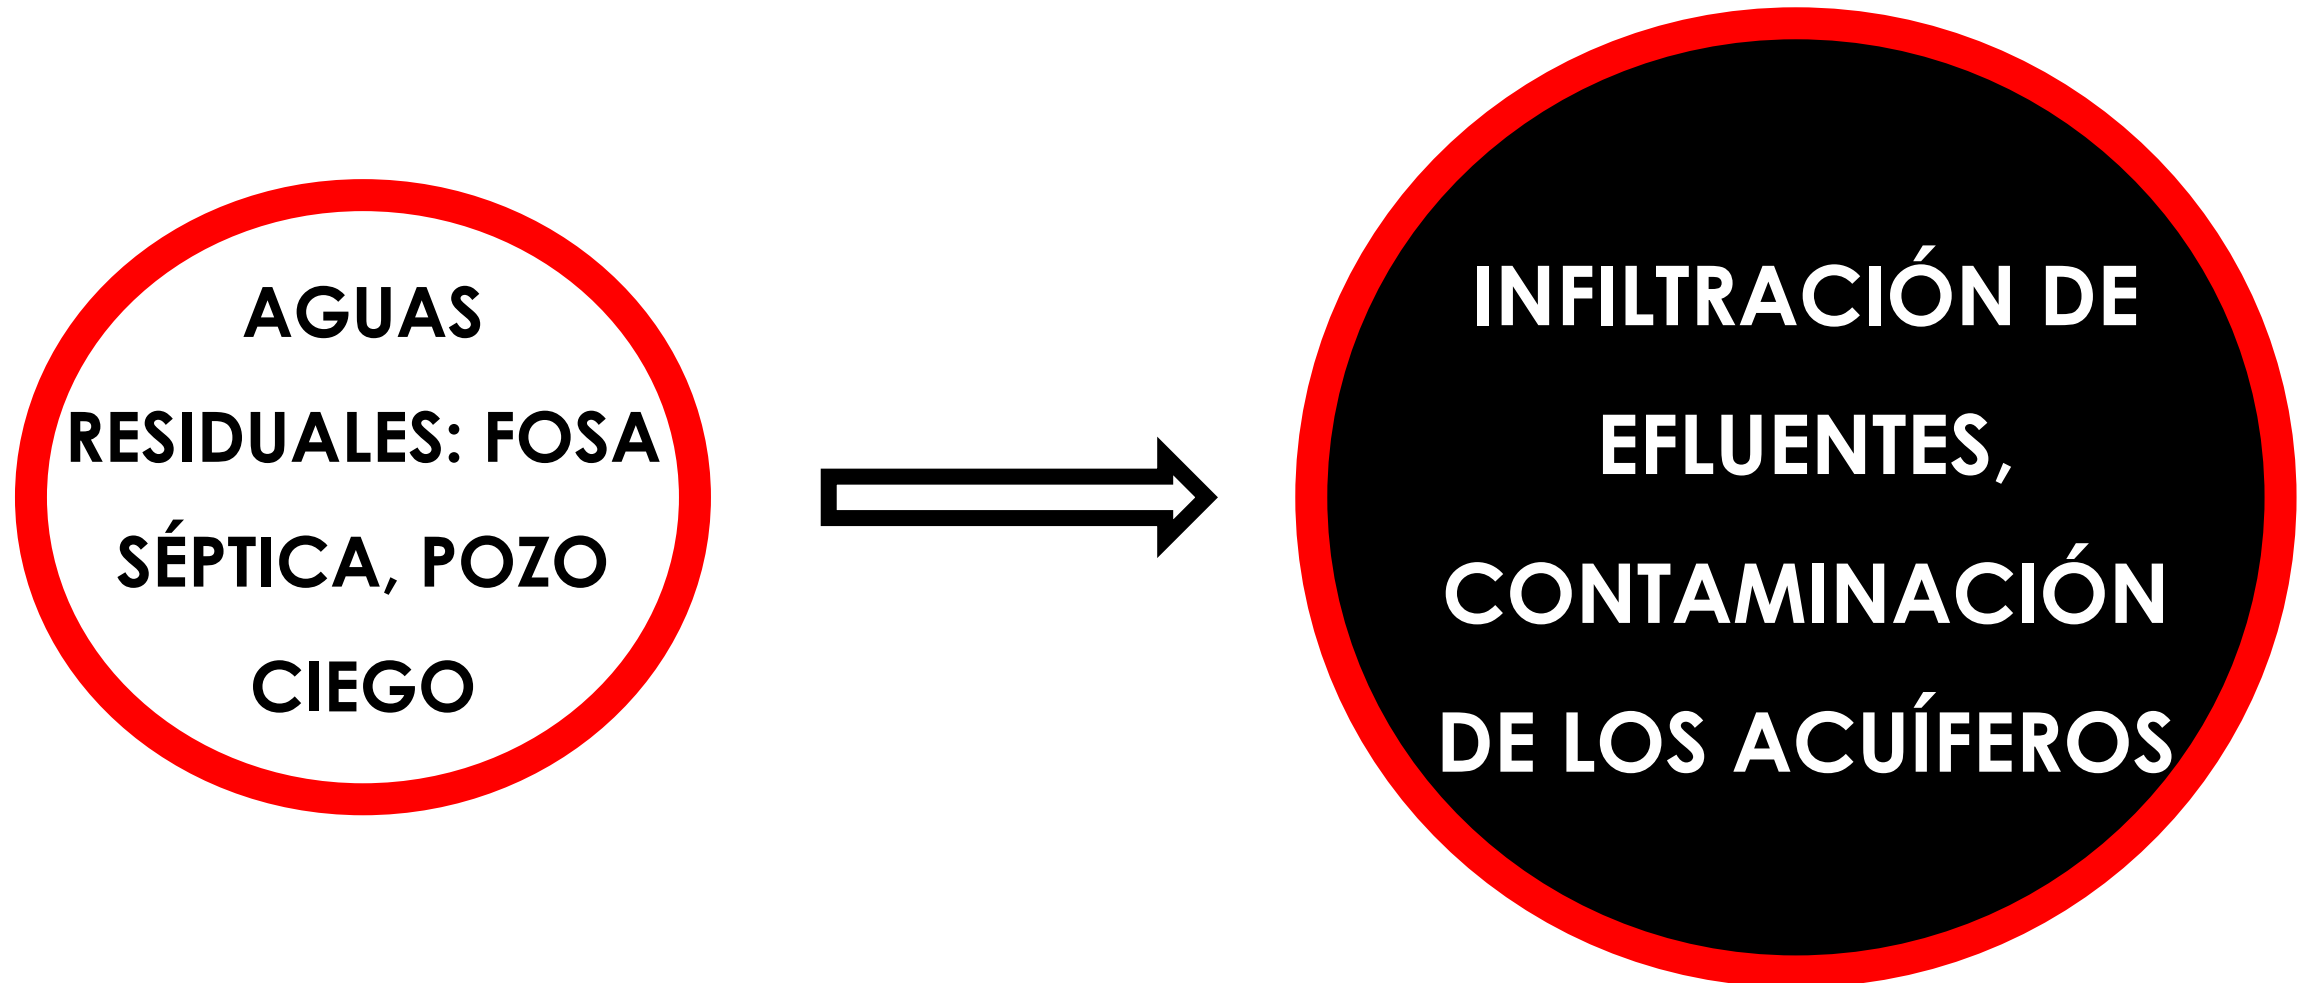 AGUAS
RESIDUALES: FOSA
SÉPTICA, POZO
CIEGO
INFILTRACIÓN DE
EFLUENTES,
CONTAMINACIÓN
DE LOS ACUÍFEROS